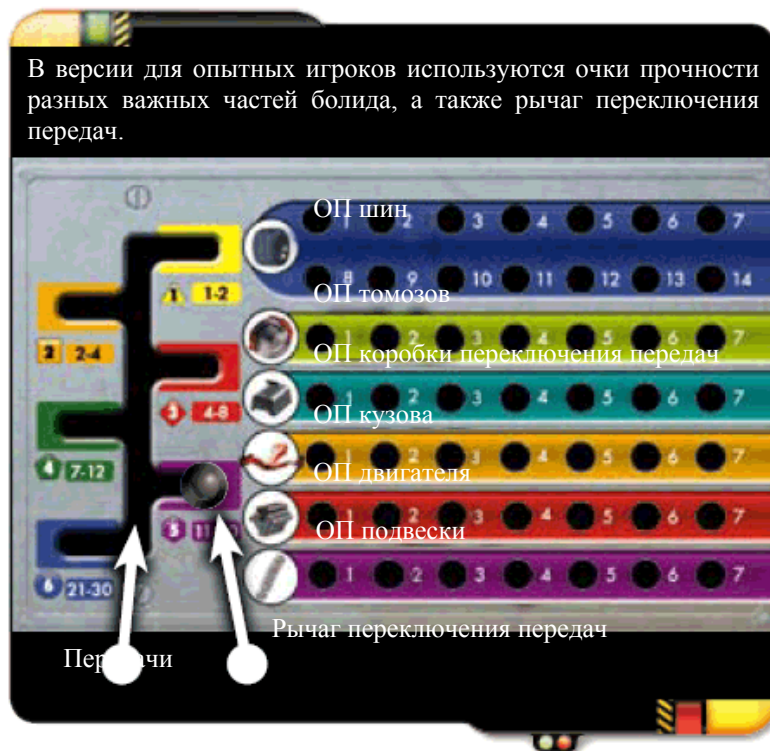 В версии для опытных игроков используются очки прочности
разных важных частей болида, а также рычаг переключения
передач.
ОП шин
1 2 3 4 5 6 7
1 1-2
8 9 10 11 12 13 14
ОП томозов
2 2-4
1 2 3 4 5 6 7
ОП коробки переключения передач
3 4-8
1 2 3 4 5 6 7
ОП кузова
4 7-12
1 2 3 4 5 6 7
ОП двигателя
5
1 2 3 4 5 6 7
ОП подвески
6 21-30
1 2 3 4 5 6 7
Рычаг переключения передач